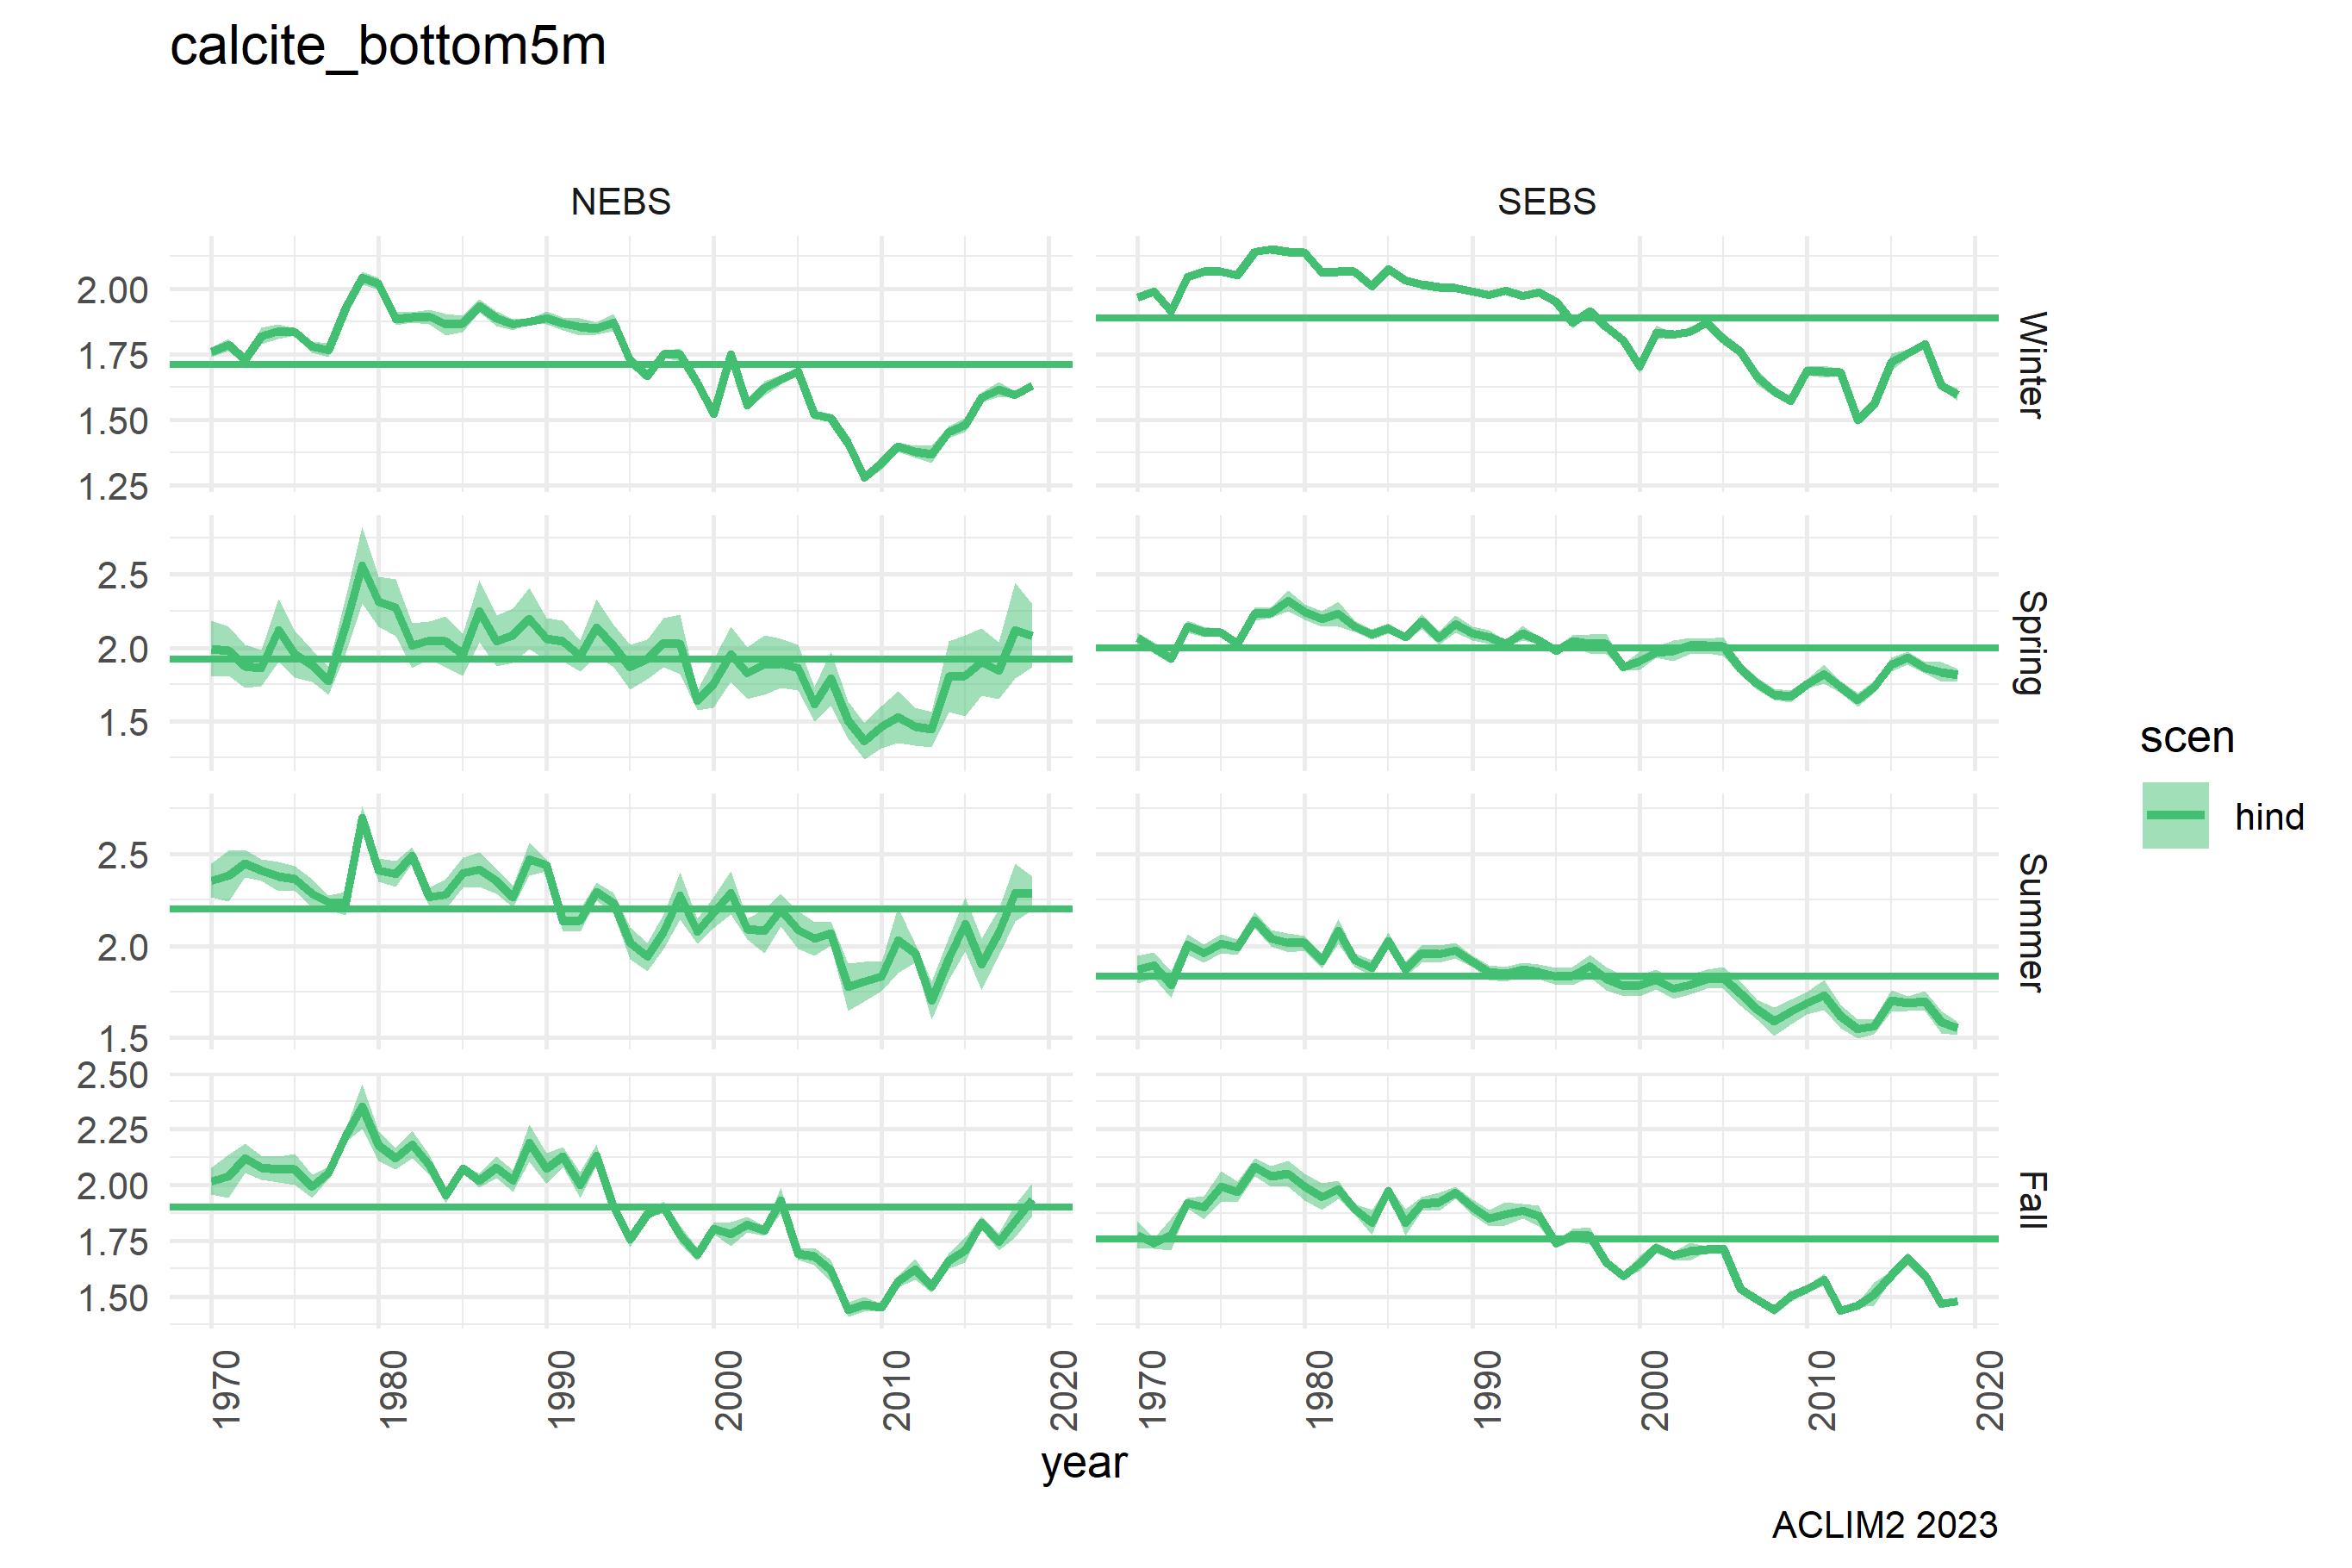 calcite_bottom5m
NEBS SEBS
2.00
1.75
1.50
1.25
Winter
2.5
2.0
1.5
Spring
2.5
2.0
1.5
Summer
2.50
2.25
2.00
1.75
1.50
Fall
1970 1980 1990 2000 2010 2020 1970 1980 1990 2000 2010 2020
year
scen
hind
ACLIM2 2023